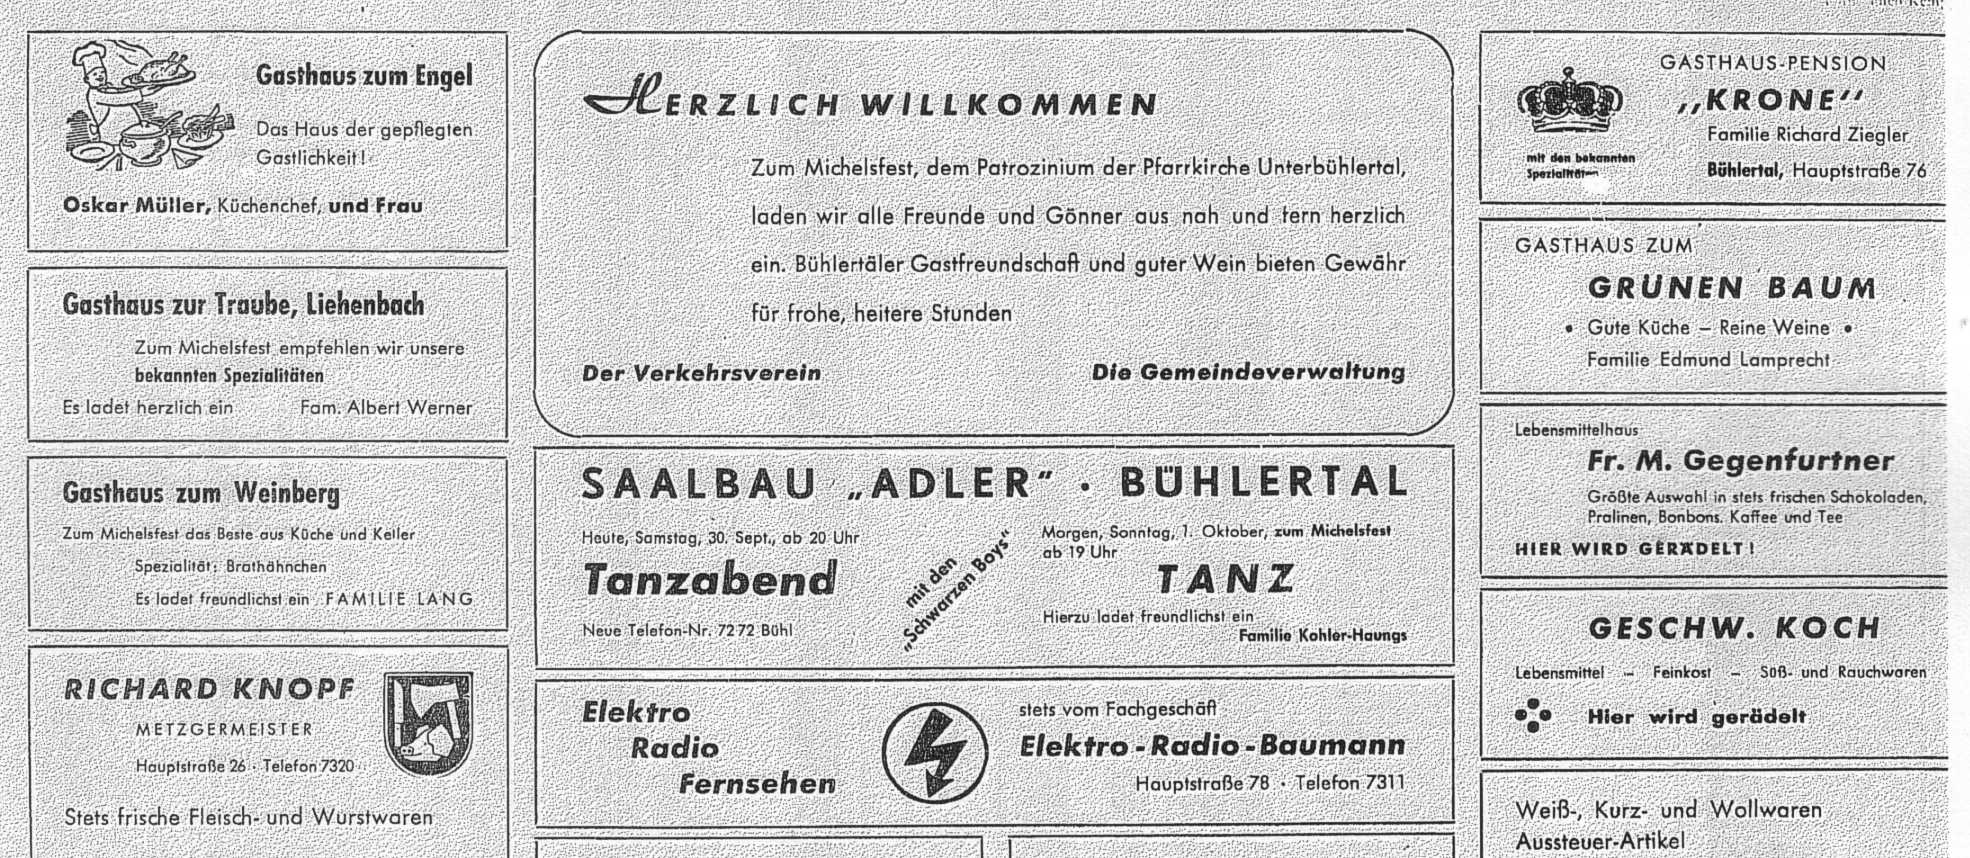 Gasthaus zum Engel
Das Haus der gepflegten
Gastlichkeit!
Oskar Müller, Küchenchef, und Frau
Gasthaus zur Traube, Liehenbach
Zum Michelsfest empfehlen wir unsere
bekannten Spezialitäten
Es ladet herzlich ein Fam. Albert Werner
Gasthaus zum Weinberg
Zum Michelsfest das Beste aus Küche und Keller
Spezialität: Brathähnchen
Es ladet freundlichst ein FAMILIE LANG
RICHARD KNOPF
METZGERMEISTER
Hauptstraße 26 · Telefon 7320
Stets frische Fleisch- und Wurstwaren
HERZLICH WILLKOMMEN
Zum Michelsfest, dem Patrozinium der Pfarrkirche Unterbühlertal,
laden wir alle Freunde und Gönner aus nah und fern herzlich
ein. Bühlertäler Gastfreundschaft und guter Wein bieten Gewähr
für frohe, heitere Stunden
Der Verkehrsverein Die Gemeindeverwaltung
SAALBAU „ADLER" · BÜHLERTAL
Heute, Samstag, 30. Sept., ab 20 Uhr
Tanzabend
Neue Telefon-Nr. 7272 Bühl
mit den
„Schwarzen Boys"
Morgen, Sonntag, 1. Oktober, zum Michelsfest
ab 19 Uhr
TANZ
Hierzu ladet freundlichst ein
Familie Kohler-Haungs
Elektro
Radio
Fernsehen
stets vom Fachgeschäft
Elektro-Radio-Baumann
Hauptstraße 78 · Telefon 7311
GASTHAUS-PENSION
„KRONE"
Familie Richard Ziegler
mit den bekannten
Spezialitäten
Bühlertal, Hauptstraße 76
GASTHAUS ZUM
GRÜNEN BAUM
• Gute Küche – Reine Weine •
Familie Edmund Lamprecht
Lebensmittelhaus
Fr. M. Gegenfurtner
Größte Auswahl in stets frischen Schokoladen,
Pralinen, Bonbons. Kaffee und Tee
HIER WIRD GERÄDELT!
GESCHW. KOCH
Lebensmittel – Feinkost – Süß- und Rauchwaren
Hier wird gerädelt
Weiß-, Kurz- und Wollwaren
Aussteuer-Artikel